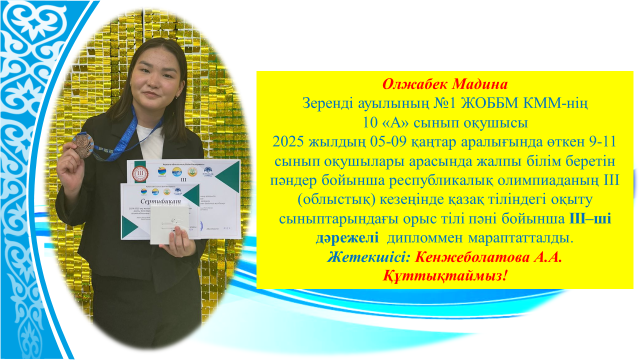 Олжабек Мадина
Зеренді ауылының №1 ЖОББМ КММ-нің
10 «А» сынып оқушысы
2025 жылдың 05-09 қаңтар аралығында өткен 9-11
сынып оқушылары арасында жалпы білім беретін
пәндер бойынша республикалық олимпиаданың III
(облыстық) кезеңінде қазақ тіліндегі оқыту
сыныптарындағы орыс тілі пәні бойынша III–ші
дәрежелі дипломмен марапатталды.
Жетекшісі: Кенжеболатова А.А.
Құттықтаймыз!
III
Сертификат